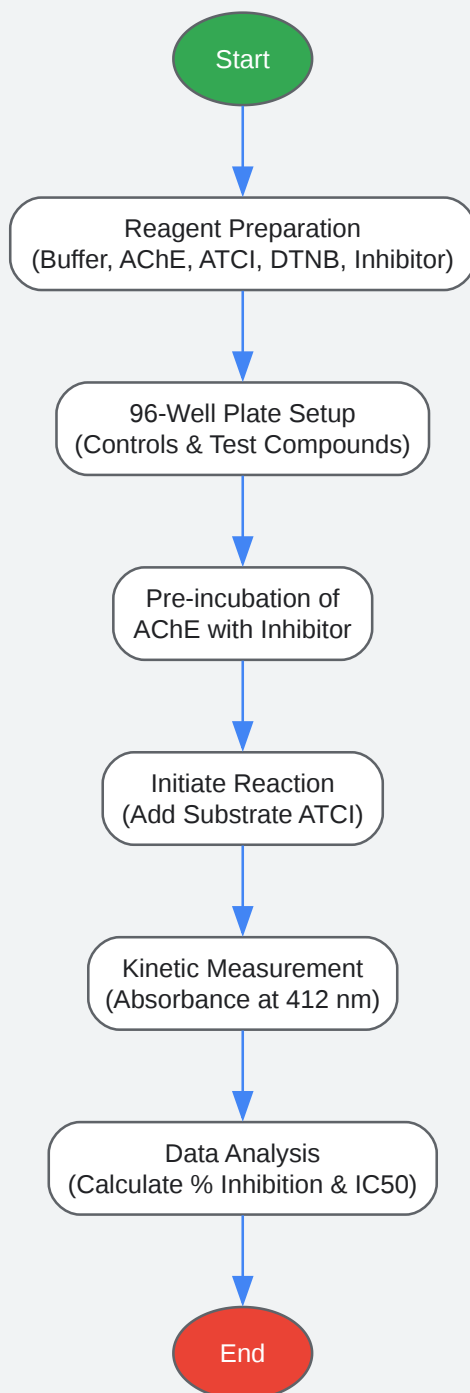 Start
Reagent Preparation
(Buffer, AChE, ATCI, DTNB, Inhibitor)
96-Well Plate Setup
(Controls & Test Compounds)
Pre-incubation of
AChE with Inhibitor
Initiate Reaction
(Add Substrate ATCI)
Kinetic Measurement
(Absorbance at 412 nm)
Data Analysis
(Calculate % Inhibition & IC50)
End